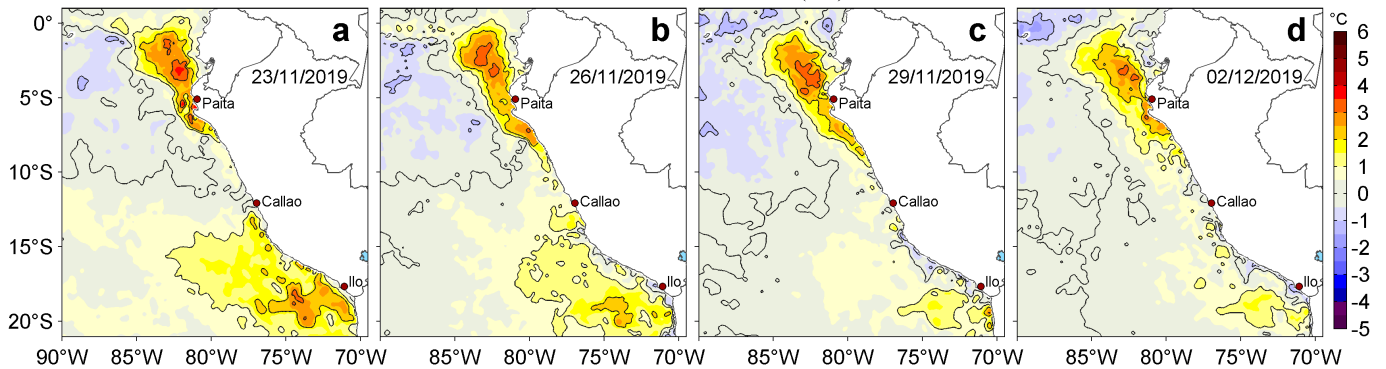 a
b
c
d
°C
23/11/2019
26/11/2019
29/11/2019
02/12/2019
Paita
Paita
Paita
Paita
Callao
Callao
Callao
Callao
Ilo
Ilo
Ilo
Ilo
0°
5°S
10°S
15°S
20°S
90°W 85°W 80°W 75°W 70°W
85°W 80°W 75°W 70°W
85°W 80°W 75°W 70°W
85°W 80°W 75°W 70°W
6
5
4
3
2
1
0
-1
-2
-3
-4
-5